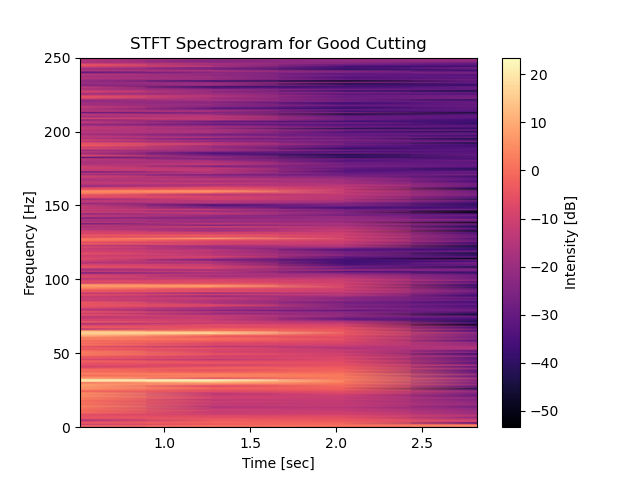 STFT Spectrogram for Good Cutting
250
200
150
100
50
0
Frequency [Hz]
1.0 1.5 2.0 2.5
Time [sec]
20
10
0
−10
−20
−30
−40
−50
Intensity [dB]